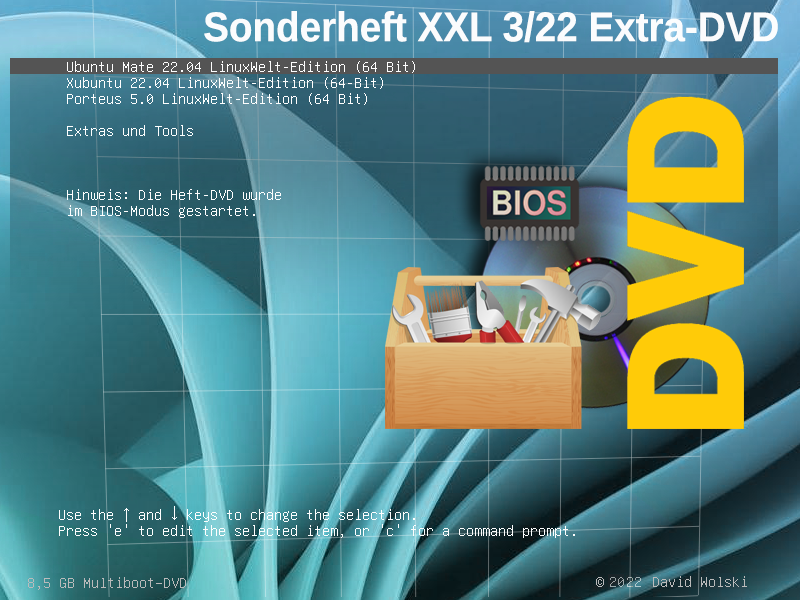 Sonderheft XXL 3/22 Extra-DVD
Ubuntu Mate 22.04 LinuxWelt-Edition (64 Bit)
Xubuntu 22.04 LinuxWelt-Edition (64-Bit)
Porteus 5.0 LinuxWelt-Edition (64 Bit)
Extras und Tools
Hinweis: Die Heft-DVD wurde
im BIOS-Modus gestartet.
BIOS
DVD
Use the ↑ and ↓ keys to change the selection.
Press 'e' to edit the selected item, or 'c' for a command prompt.
8,5 GB Multiboot-DVD
© 2022 David Wolski